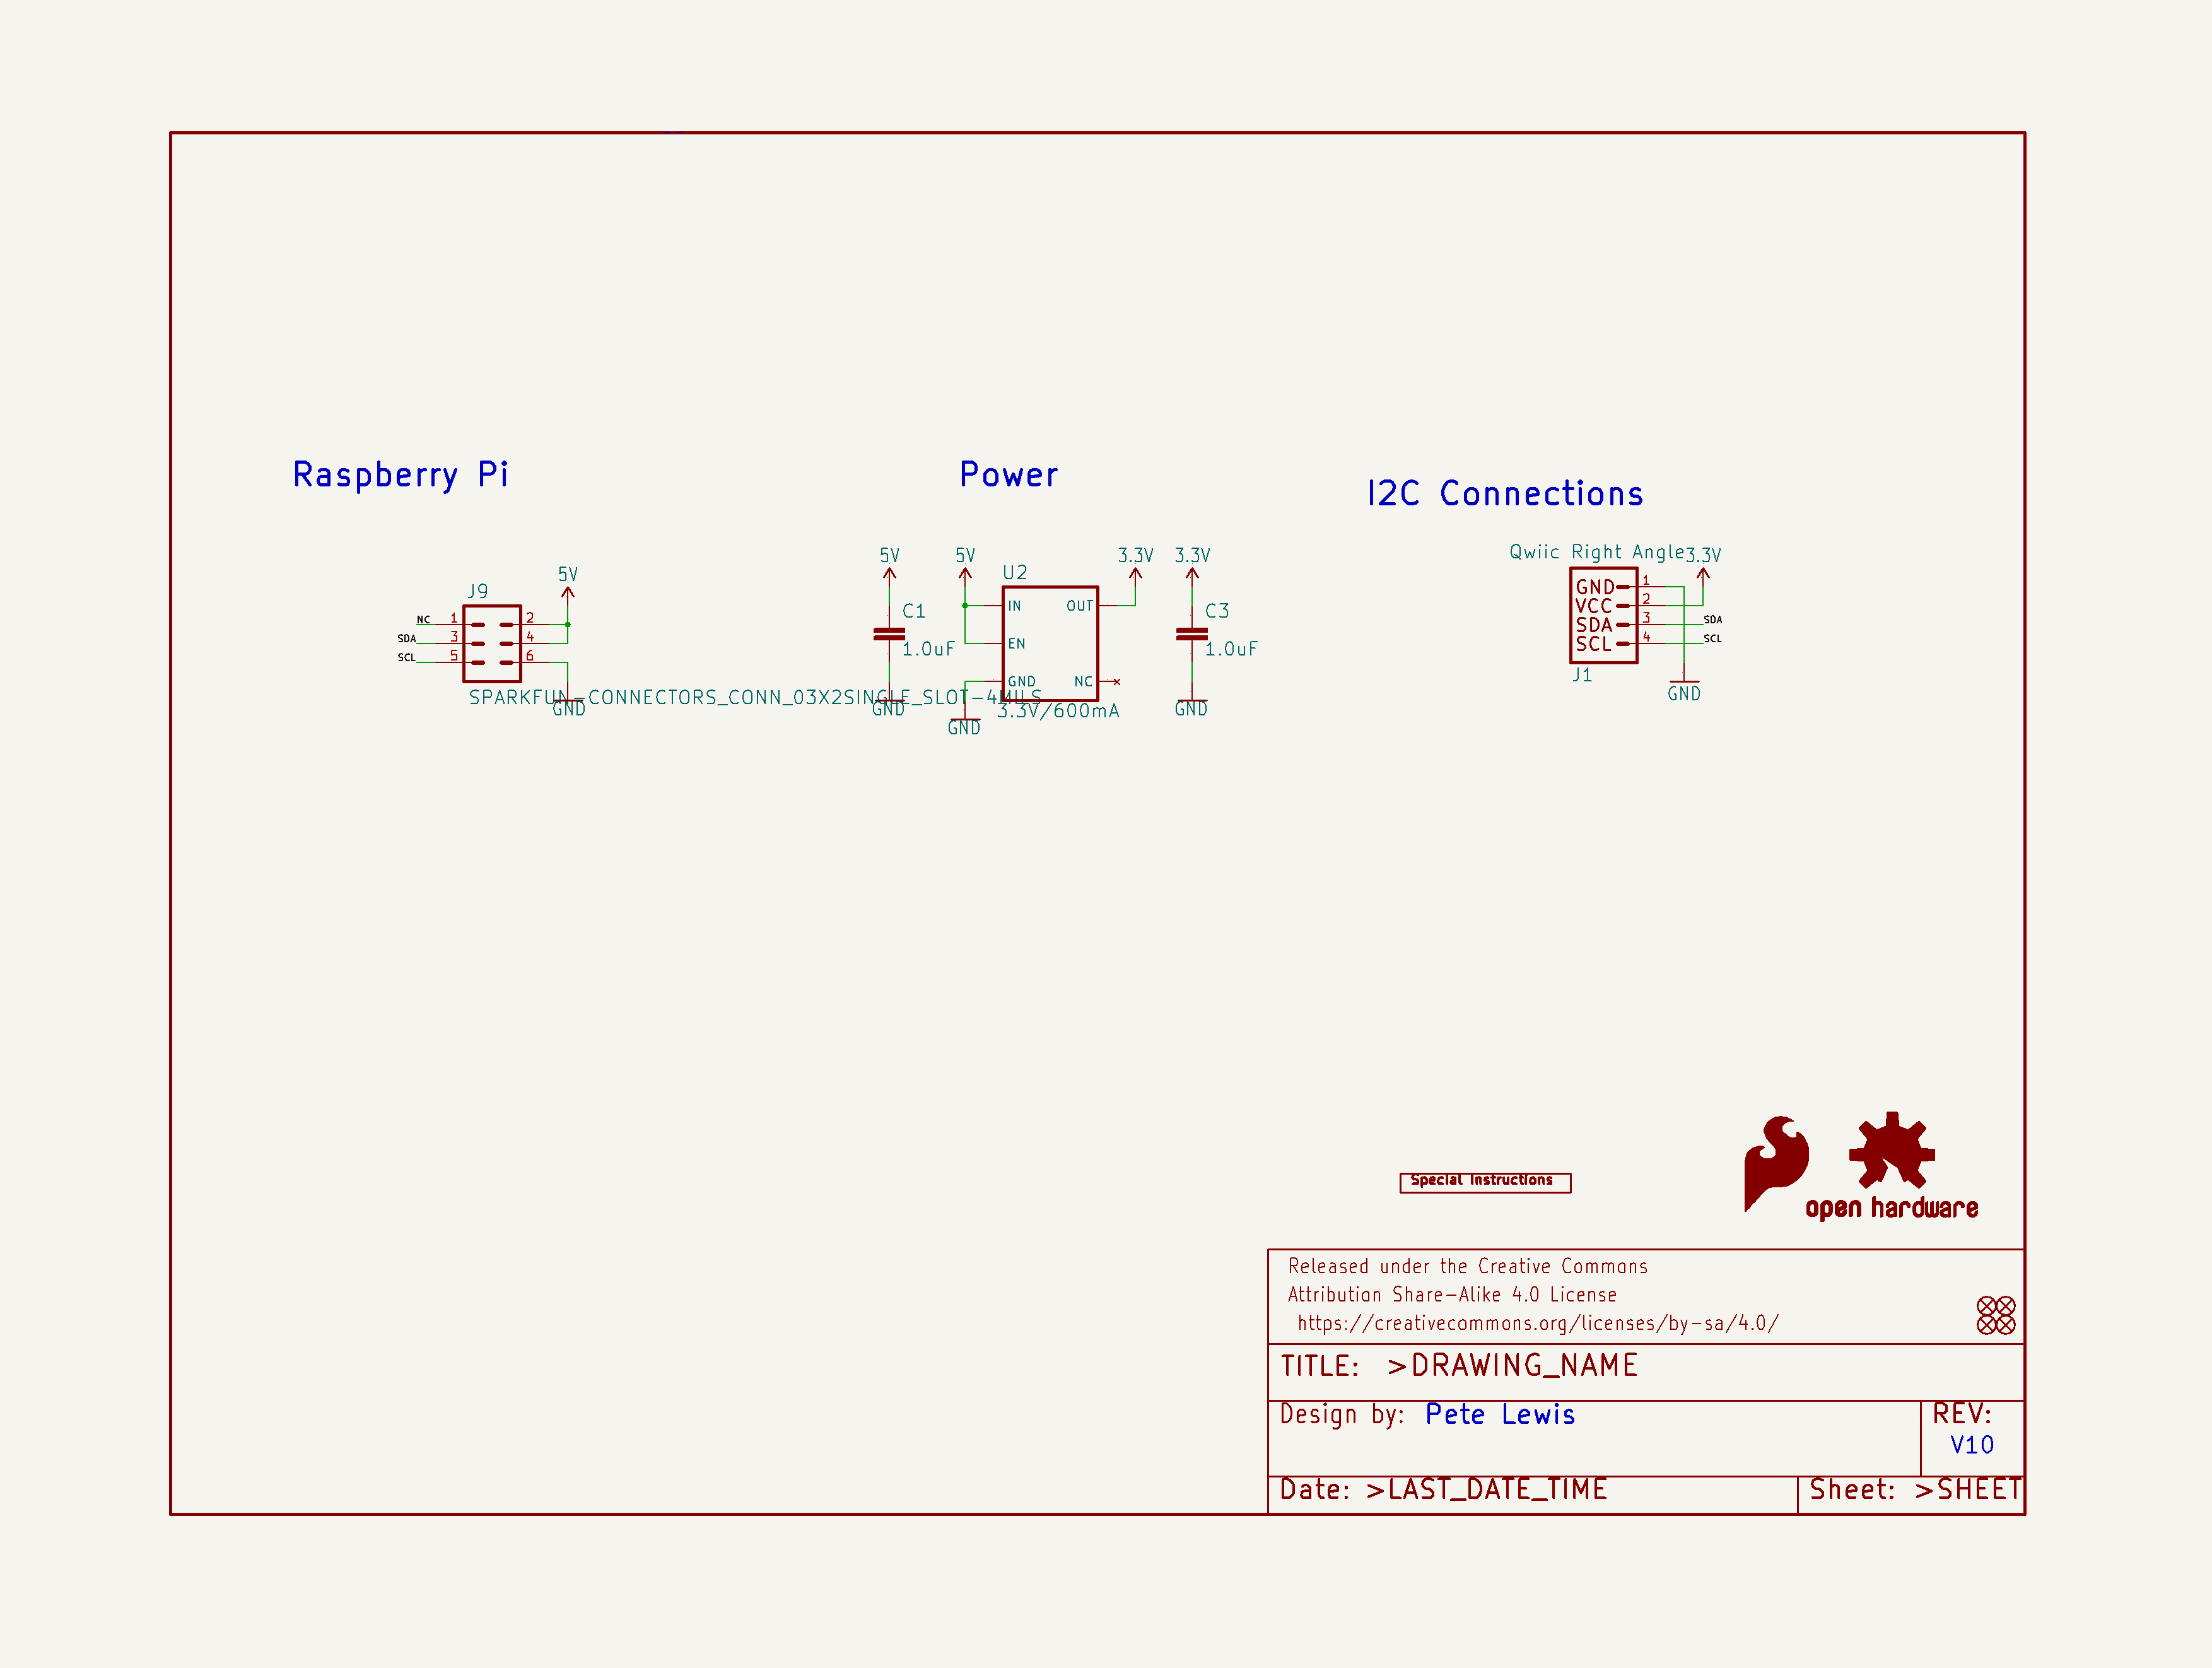 Raspberry Pi
Power
I2C Connections
5V
J9
NC
SDA
SCL
1
3
5
2
4
6
SPARKFUN-CONNECTORS_CONN_03X2SINGLE_SLOT-4MILS
GND
5V
C1
1.0uF
GND
5V
U2
IN
EN
GND
OUT
NC
3.3V/600mA
GND
3.3V
3.3V
C3
1.0uF
GND
Qwiic Right Angle
3.3V
GND
VCC
SDA
SCL
1
2
3
4
SDA
SCL
J1
GND
Special Instructions
open hardware
Released under the Creative Commons
Attribution Share-Alike 4.0 License
https://creativecommons.org/licenses/by-sa/4.0/
TITLE: >DRAWING_NAME
Design by: Pete Lewis
REV:
V10
Date: >LAST_DATE_TIME
Sheet: >SHEET